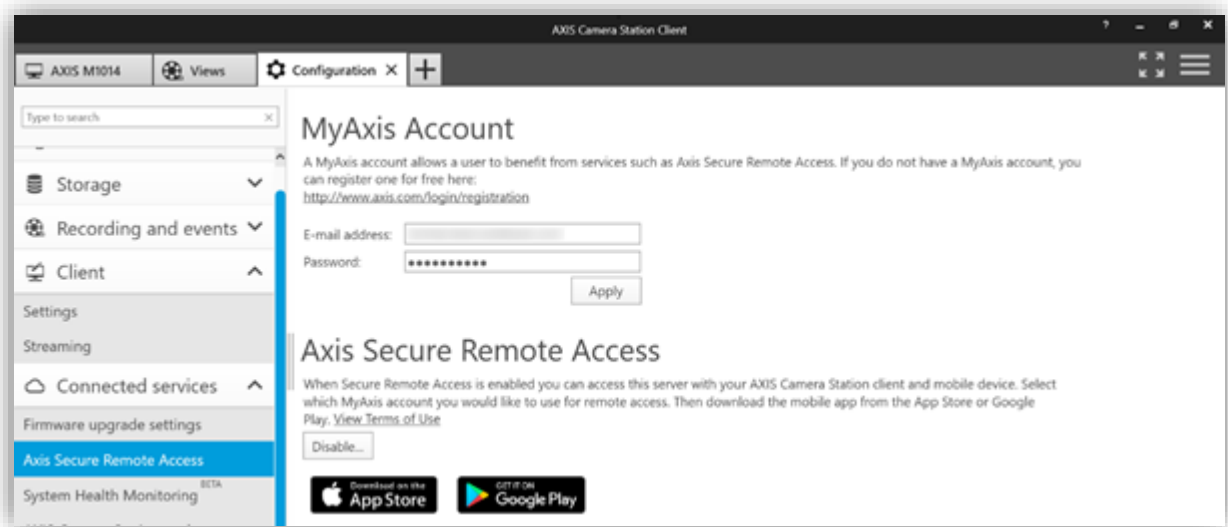 AXIS Camera Station Client
?
AXIS M1014
Views
Configuration
Type to search
Storage
Recording and events
Client
Settings
Streaming
Connected services
Firmware upgrade settings
Axis Secure Remote Access
System Health Monitoring BETA
MyAxis Account
A MyAxis account allows a user to benefit from services such as Axis Secure Remote Access. If you do not have a MyAxis account, you
can register one for free here:
http://www.axis.com/login/registration
E-mail address:
Password:
Apply
Axis Secure Remote Access
When Secure Remote Access is enabled you can access this server with your AXIS Camera Station client and mobile device. Select
which MyAxis account you would like to use for remote access. Then download the mobile app from the App Store or Google
Play. View Terms of Use
Disable...
Download on the
App Store
GET IT ON
Google Play